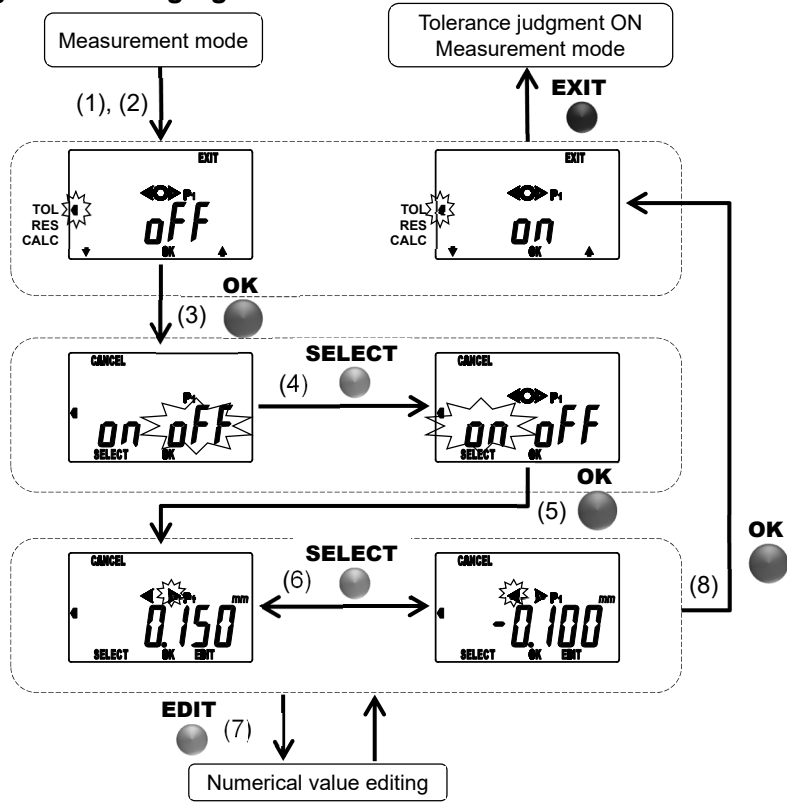 Measurement mode
Tolerance judgment ON
Measurement mode
(1), (2)
EXIT
EXIT
P1
TOL
RES
CALC
oFF
OK
EXIT
P1
TOL
RES
CALC
on
OK
(3)
OK
CANCEL
P1
on oFF
SELECT OK
(4)
SELECT
CANCEL
P1
on oFF
SELECT OK
(5)
OK
CANCEL
P1
mm
0.150
SELECT OK EDIT
(6)
SELECT
CANCEL
P1
mm
-0.100
SELECT OK EDIT
(8)
OK
EDIT
(7)
Numerical value editing